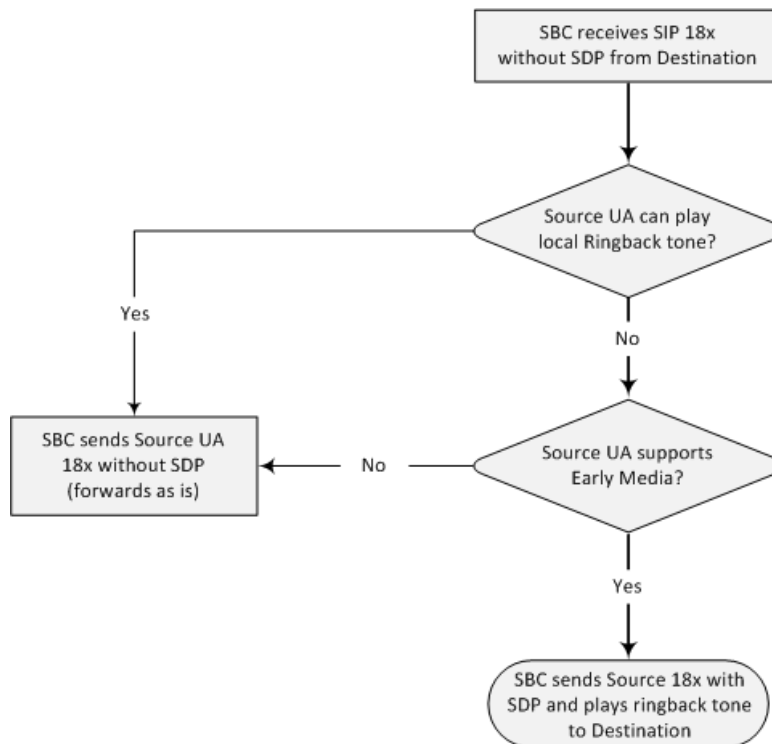 SBC receives SIP 18x
without SDP from Destination
Source UA can play
local Ringback tone?
Yes
No
SBC sends Source UA
18x without SDP
(forwards as is)
No
Source UA supports
Early Media?
Yes
SBC sends Source 18x with
SDP and plays ringback tone
to Destination